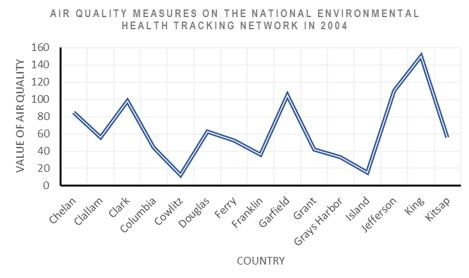 AIR QUALITY MEASURES ON THE NATIONAL ENVIRONMENTAL
HEALTH TRACKING NETWORK IN 2004
VALUE OF AIR QUALITY
160
140
120
100
80
60
40
20
0
Chelan
Clallam
Clark
Columbia
Cowlitz
Douglas
Ferry
Franklin
Garfield
Grant
Grays Harbor
Island
Jefferson
King
Kitsap
COUNTRY